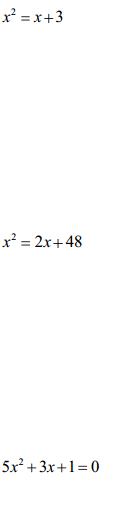 x² = x + 3
x² = 2x + 48
5x² + 3x + 1 = 0